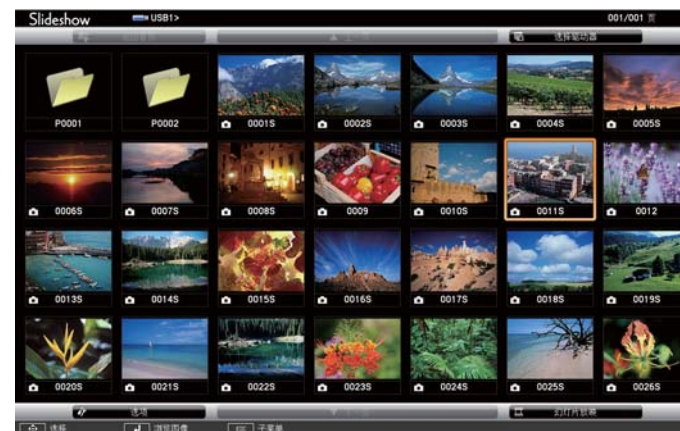 Slideshow USB1> 001/001 页
选择驱动器
P0001 P0002 0001S 0002S 0003S 0004S 0005S
0006S 0007S 0008S 0009 0010S 0011S 0012
0013S 0014S 0015S 0016S 0017S 0018S 0019S
0020S 0021S 0022S 0023S 0024S 0025S 0026S
选项 幻灯片放映
选择 浏览图像 ESC 子菜单